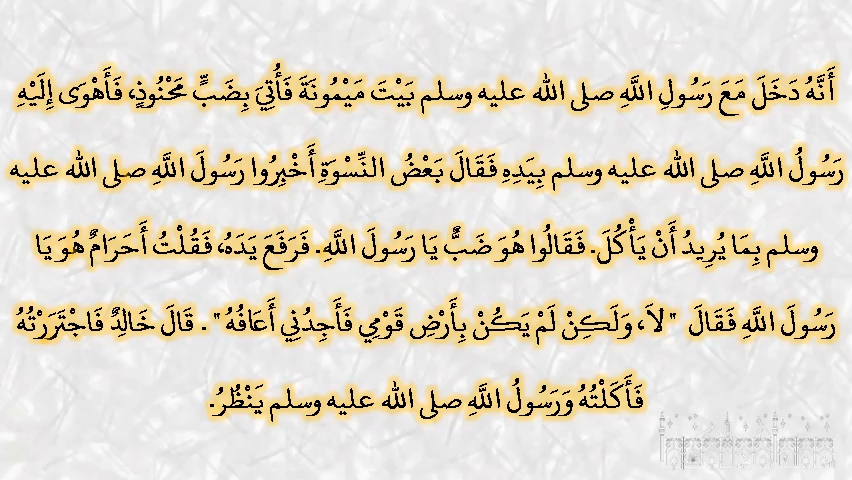 أَنَّهُ دَخَلَ مَعَ رَسُولِ اللَّهِ صلى الله عليه وسلم بَيْتَ مَيْمُونَةَ فَأُتِيَ بِضَبٍّ مَحْنُوذٍ، فَأَهْوَى إِلَيْهِ
رَسُولُ اللَّهِ صلى الله عليه وسلم بِيَدِهِ فَقَالَ بَعْضُ النِّسْوَةِ أَخْبِرُوا رَسُولَ اللَّهِ صلى الله عليه
وسلم بِمَا يُرِيدُ أَنْ يَأْكُلَ. فَقَالُوا هُوَ ضَبٌّ يَا رَسُولَ اللَّهِ. فَرَفَعَ يَدَهُ، فَقُلْتُ أَحَرَامٌ هُوَ يَا
رَسُولَ اللَّهِ فَقَالَ " لاَ، وَلَكِنْ لَمْ يَكُنْ بِأَرْضِ قَوْمِي فَأَجِدُنِي أَعَافُهُ " . قَالَ خَالِدٌ فَاجْتَرَرْتُهُ
فَأَكَلْتُهُ وَرَسُولُ اللَّهِ صلى الله عليه وسلم يَنْظُرُ.